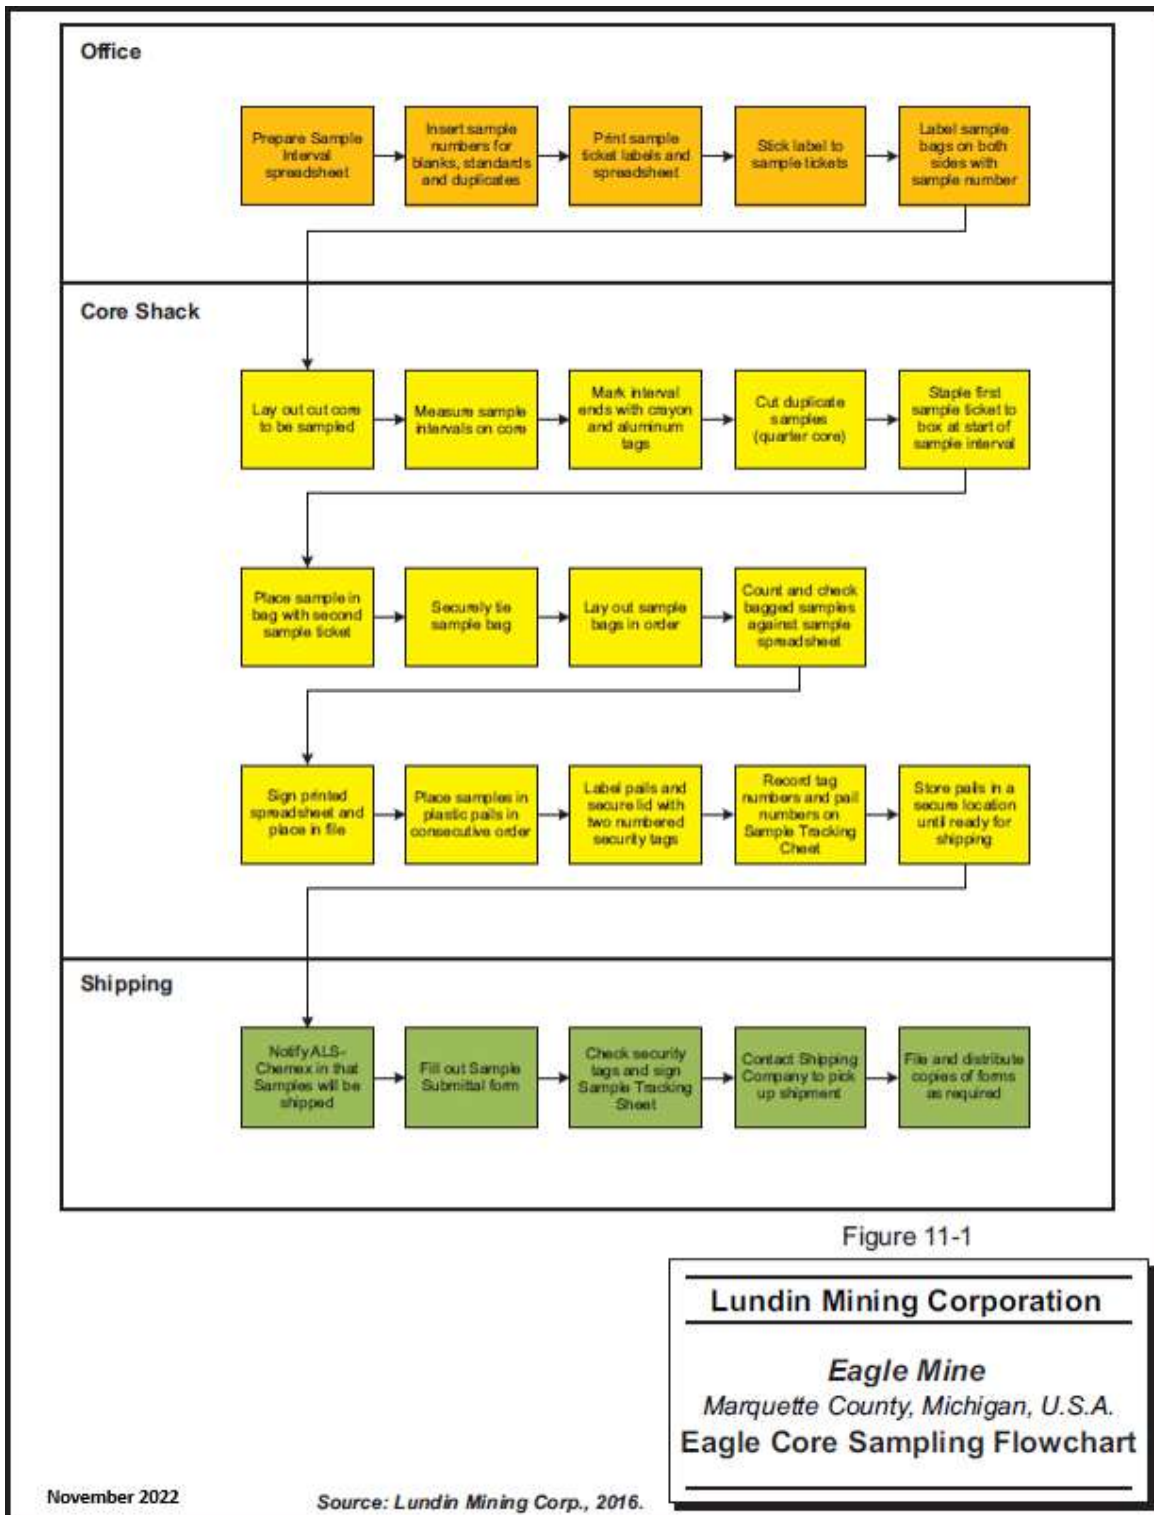 Office
Prepare Sample
Interval
spreadsheet
Insert sample
numbers for
blanks, standards
and duplicates
Print sample
ticket labels and
spreadsheet
Stick label to
sample tickets
Label sample
bags on both
sides with
sample number
Core Shack
Lay out cut core
to be sampled
Measure sample
intervals on core
Mark interval
ends with crayon
and aluminum
tags
Cut duplicate
samples
(quarter core)
Staple first
sample ticket to
box at start of
sample interval
Place sample in
bag with second
sample ticket
Securely tie
sample bag
Lay out sample
bags in order
Count and check
bagged samples
against sample
spreadsheet
Sign printed
spreadsheet and
place in file
Place samples in
plastic pails in
consecutive order
Label pails and
secure lid with
two numbered
security tags
Record tag
numbers and pail
numbers on
Sample Tracking
Cheet
Store pails in a
secure location
until ready for
shipping
Shipping
Notify ALS-
Chemex in that
Samples will be
shipped
Fill out Sample
Submittal form
Check security
tags and sign
Sample Tracking
Sheet
Contact Shipping
Company to pick
up shipment
File and distribute
copies of forms
as required
Figure 11-1
Lundin Mining Corporation
Eagle Mine
Marquette County, Michigan, U.S.A.
Eagle Core Sampling Flowchart
November 2022
Source: Lundin Mining Corp., 2016.